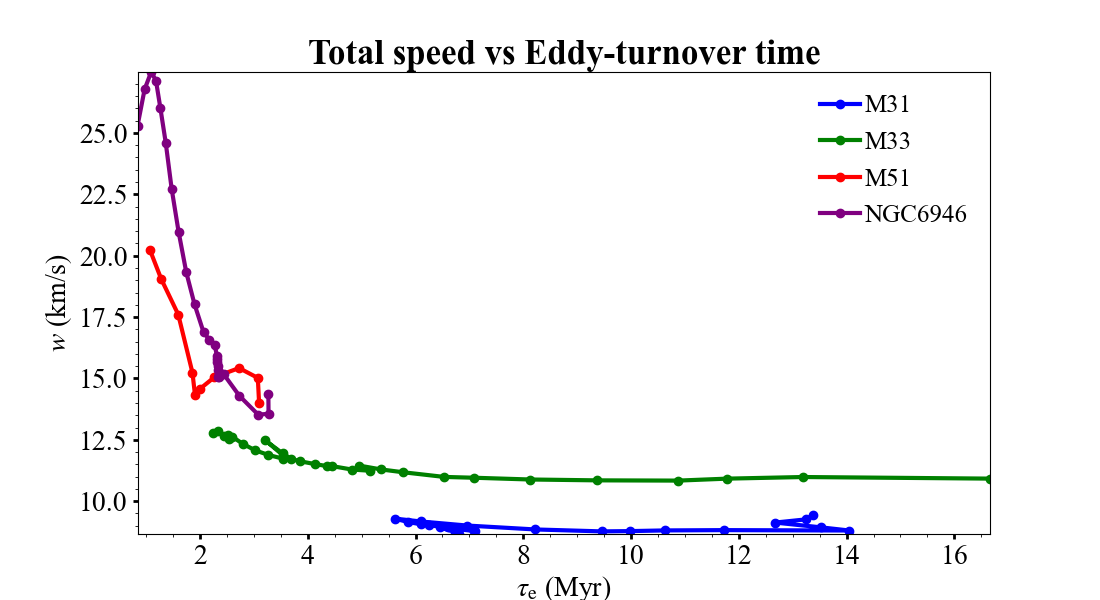 Total speed vs Eddy-turnover time
M31
M33
M51
NGC6946
25.0
22.5
20.0
17.5
15.0
12.5
10.0
w (km/s)
2 4 6 8 10 12 14 16
τe (Myr)